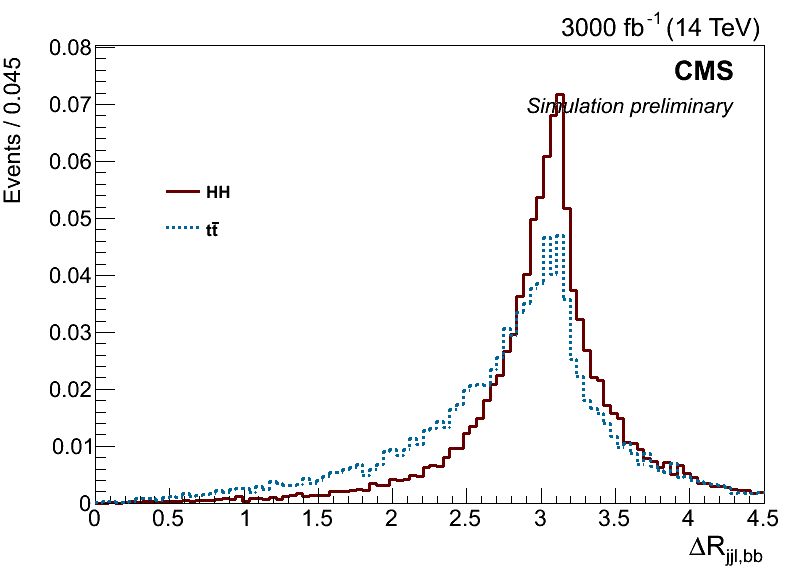 3000 fb⁻¹ (14 TeV)
CMS
Simulation preliminary
Events / 0.045
0.08
0.07
0.06
0.05
0.04
0.03
0.02
0.01
0
HH
tt̄
0 0.5 1 1.5 2 2.5 3 3.5 4 4.5
ΔR_jjl,bb